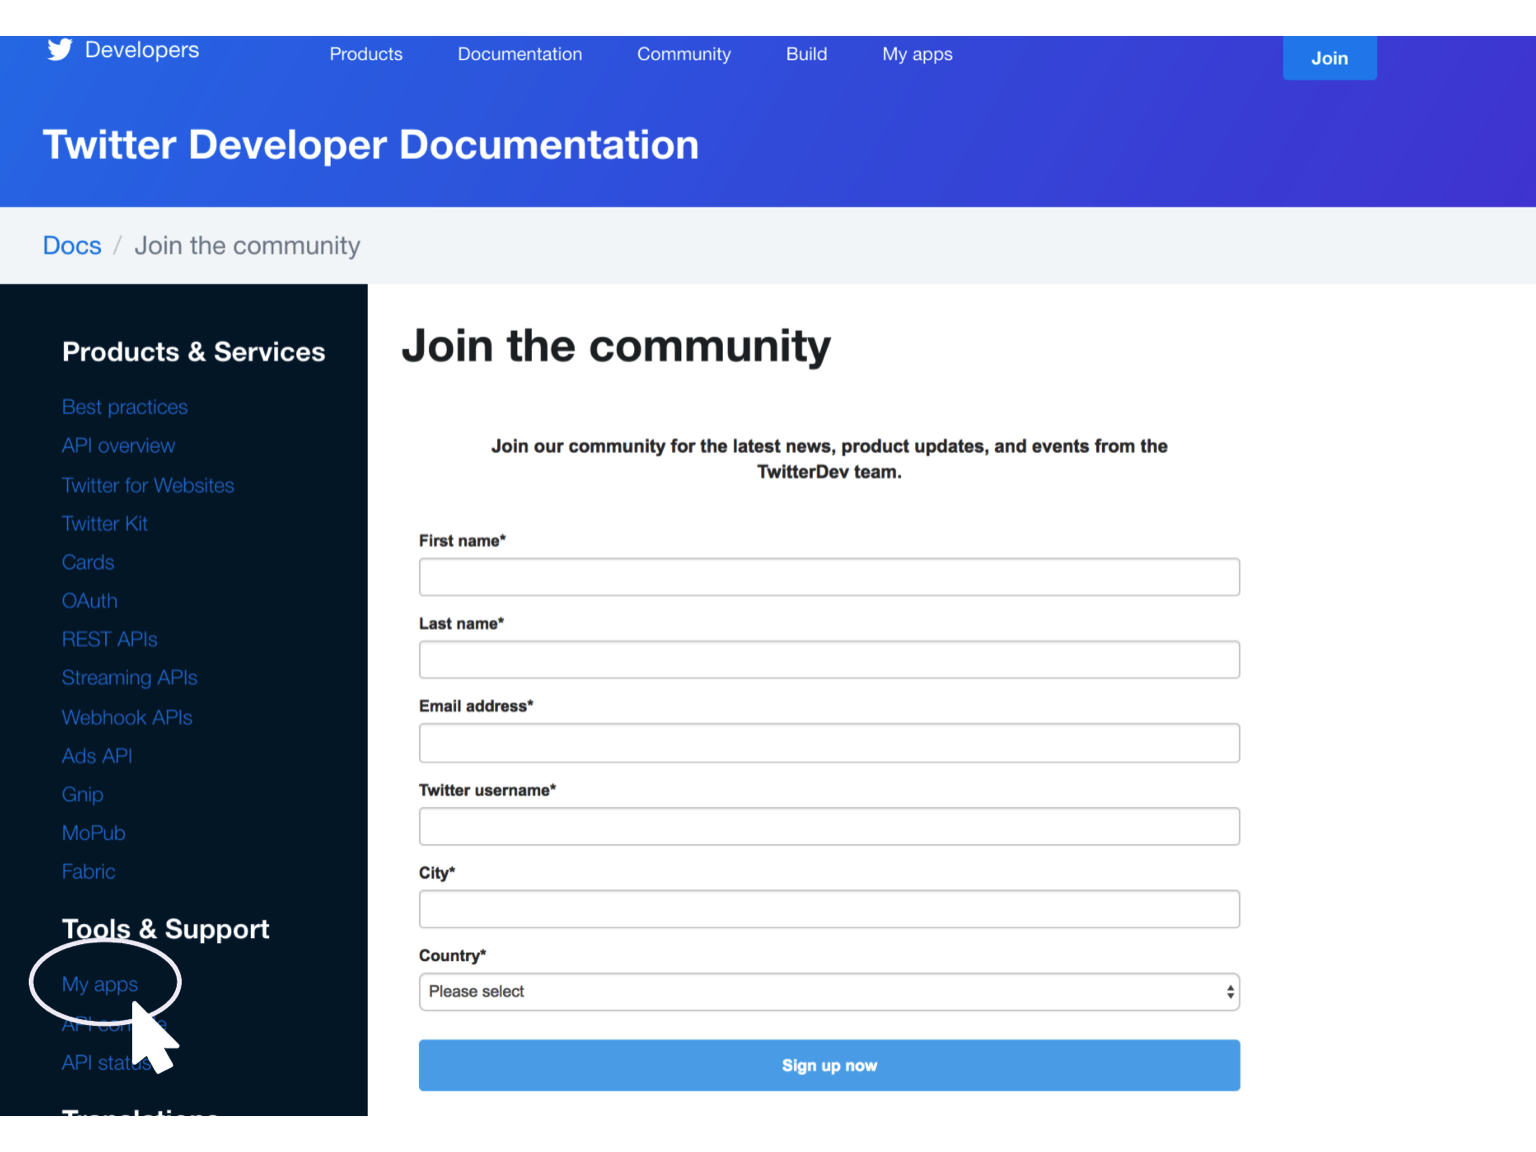 Developers
Products
Documentation
Community
Build
My apps
Join
Twitter Developer Documentation
Docs / Join the community
Products & Services
Best practices
API overview
Twitter for Websites
Twitter Kit
Cards
OAuth
REST APIs
Streaming APIs
Webhook APIs
Ads API
Gnip
MoPub
Fabric
Tools & Support
My apps
API
API status
Translations
Join the community
Join our community for the latest news, product updates, and events from the
TwitterDev team.
First name*
Last name*
Email address*
Twitter username*
City*
Country*
Please select
Sign up now